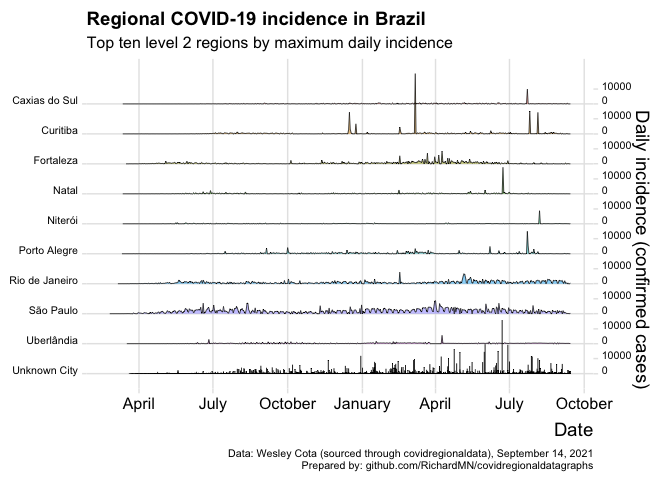 Regional COVID-19 incidence in Brazil
Top ten level 2 regions by maximum daily incidence
Caxias do Sul
10000
0
Curitiba
10000
0
Fortaleza
10000
0
Natal
10000
0
Niterói
10000
0
Porto Alegre
10000
0
Rio de Janeiro
10000
0
São Paulo
10000
0
Uberlândia
10000
0
Unknown City
10000
0
Daily incidence (confirmed cases)
April July October January April July October
Date
Data: Wesley Cota (sourced through covidregionaldata), September 14, 2021
Prepared by: github.com/RichardMN/covidregionaldatagraphs